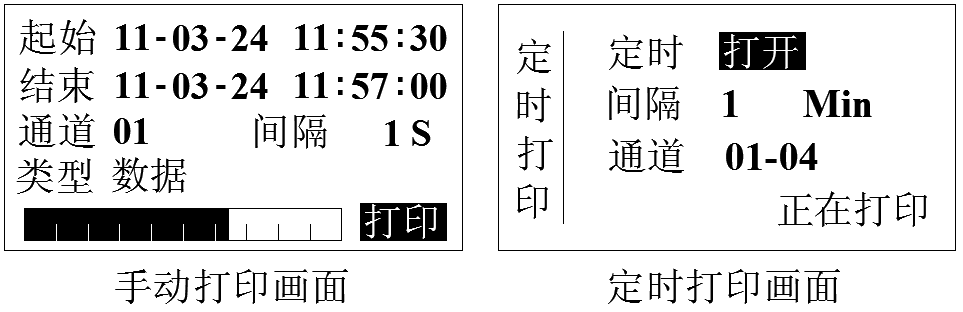 起始 11-03-24 11:55:30
结束 11-03-24 11:57:00
通道 01 间隔 1 S
类型 数据
打印
手动打印画面
定时打印
定时 打开
间隔 1 Min
通道 01-04
正在打印
定时打印画面